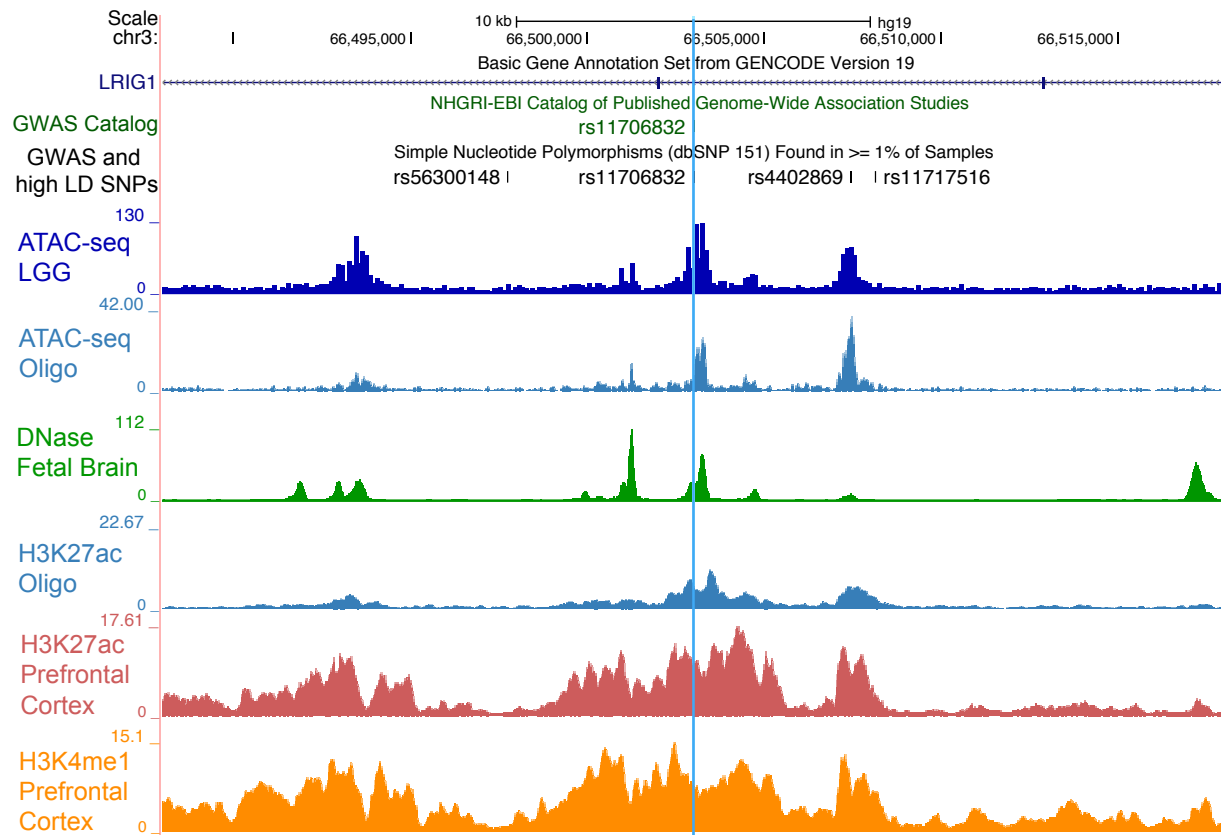 Scale 10 kb hg19
chr3: 66,495,000 66,500,000 66,505,000 66,510,000 66,515,000
Basic Gene Annotation Set from GENCODE Version 19
LRIG1
NHGRI-EBI Catalog of Published Genome-Wide Association Studies
GWAS Catalog rs11706832
GWAS and
high LD SNPs
Simple Nucleotide Polymorphisms (dbSNP 151) Found in >= 1% of Samples
rs56300148 rs11706832 rs4402869 rs11717516
130
ATAC-seq
LGG
0
42.00
ATAC-seq
Oligo
0
112
DNase
Fetal Brain
0
22.67
H3K27ac
Oligo
0
17.61
H3K27ac
Prefrontal
Cortex
0
15.1
H3K4me1
Prefrontal
Cortex
0